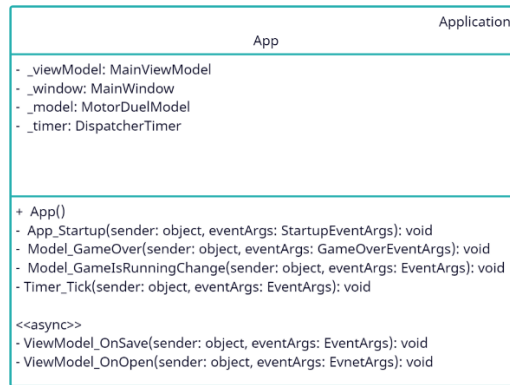 Application
App
- _viewModel: MainViewModel
- _window: MainWindow
- _model: MotorDuelModel
- _timer: DispatcherTimer
+ App()
- App_Startup(sender: object, eventArgs: StartupEventArgs): void
- Model_GameOver(sender: object, eventArgs: GameOverEventArgs): void
- Model_GameIsRunningChange(sender: object, eventArgs: EventArgs): void
- Timer_Tick(sender: object, eventArgs: EventArgs): void
<<async>>
- ViewModel_OnSave(sender: object, eventArgs: EventArgs): void
- ViewModel_OnOpen(sender: object, eventArgs: EvnetArgs): void